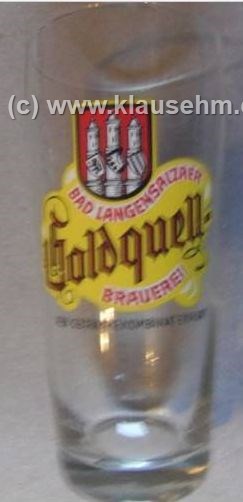 (c) www.klausehm.
BAD LANGENSALZAER
Goldquell
BRAUEREI